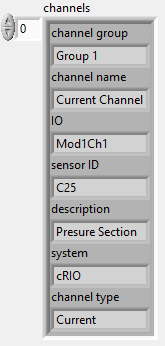 channels
0
channel group
Group 1
channel name
Current Channel
IO
Mod1Ch1
sensor ID
C25
description
Presure Section
system
cRIO
channel type
Current